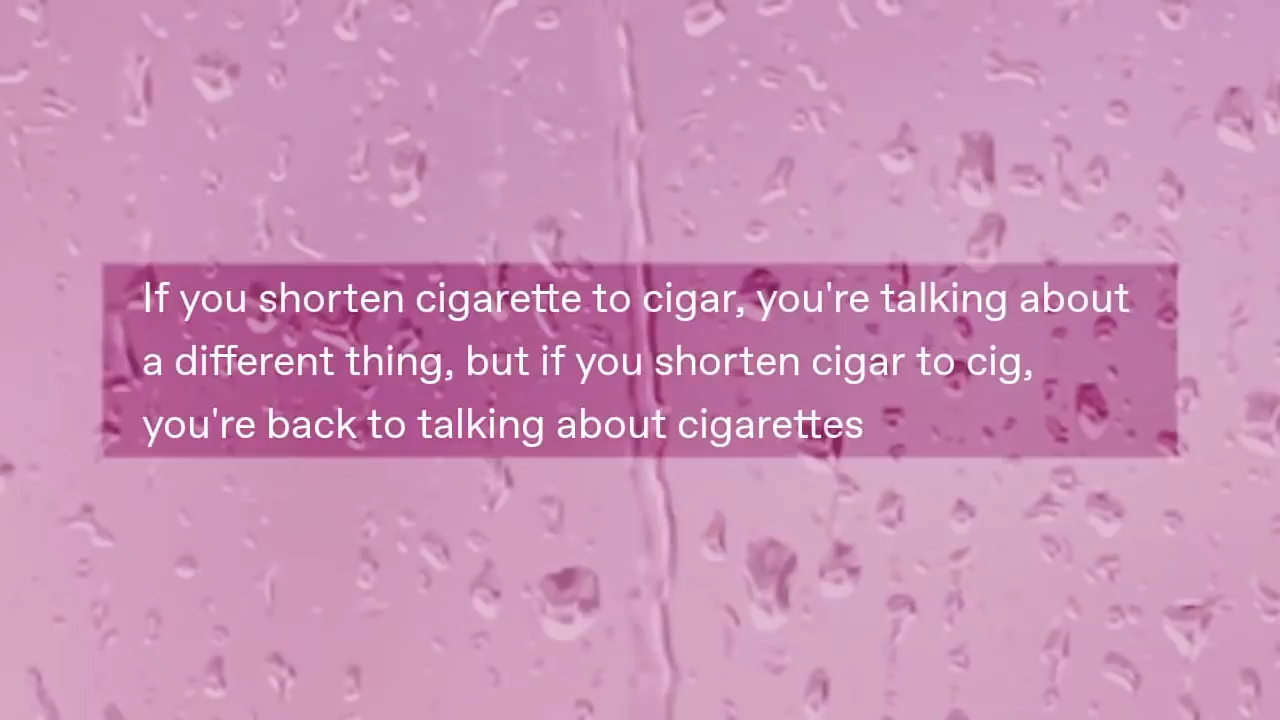 If you shorten cigarette to cigar, you're talking about
a different thing, but if you shorten cigar to cig,
you're back to talking about cigarettes